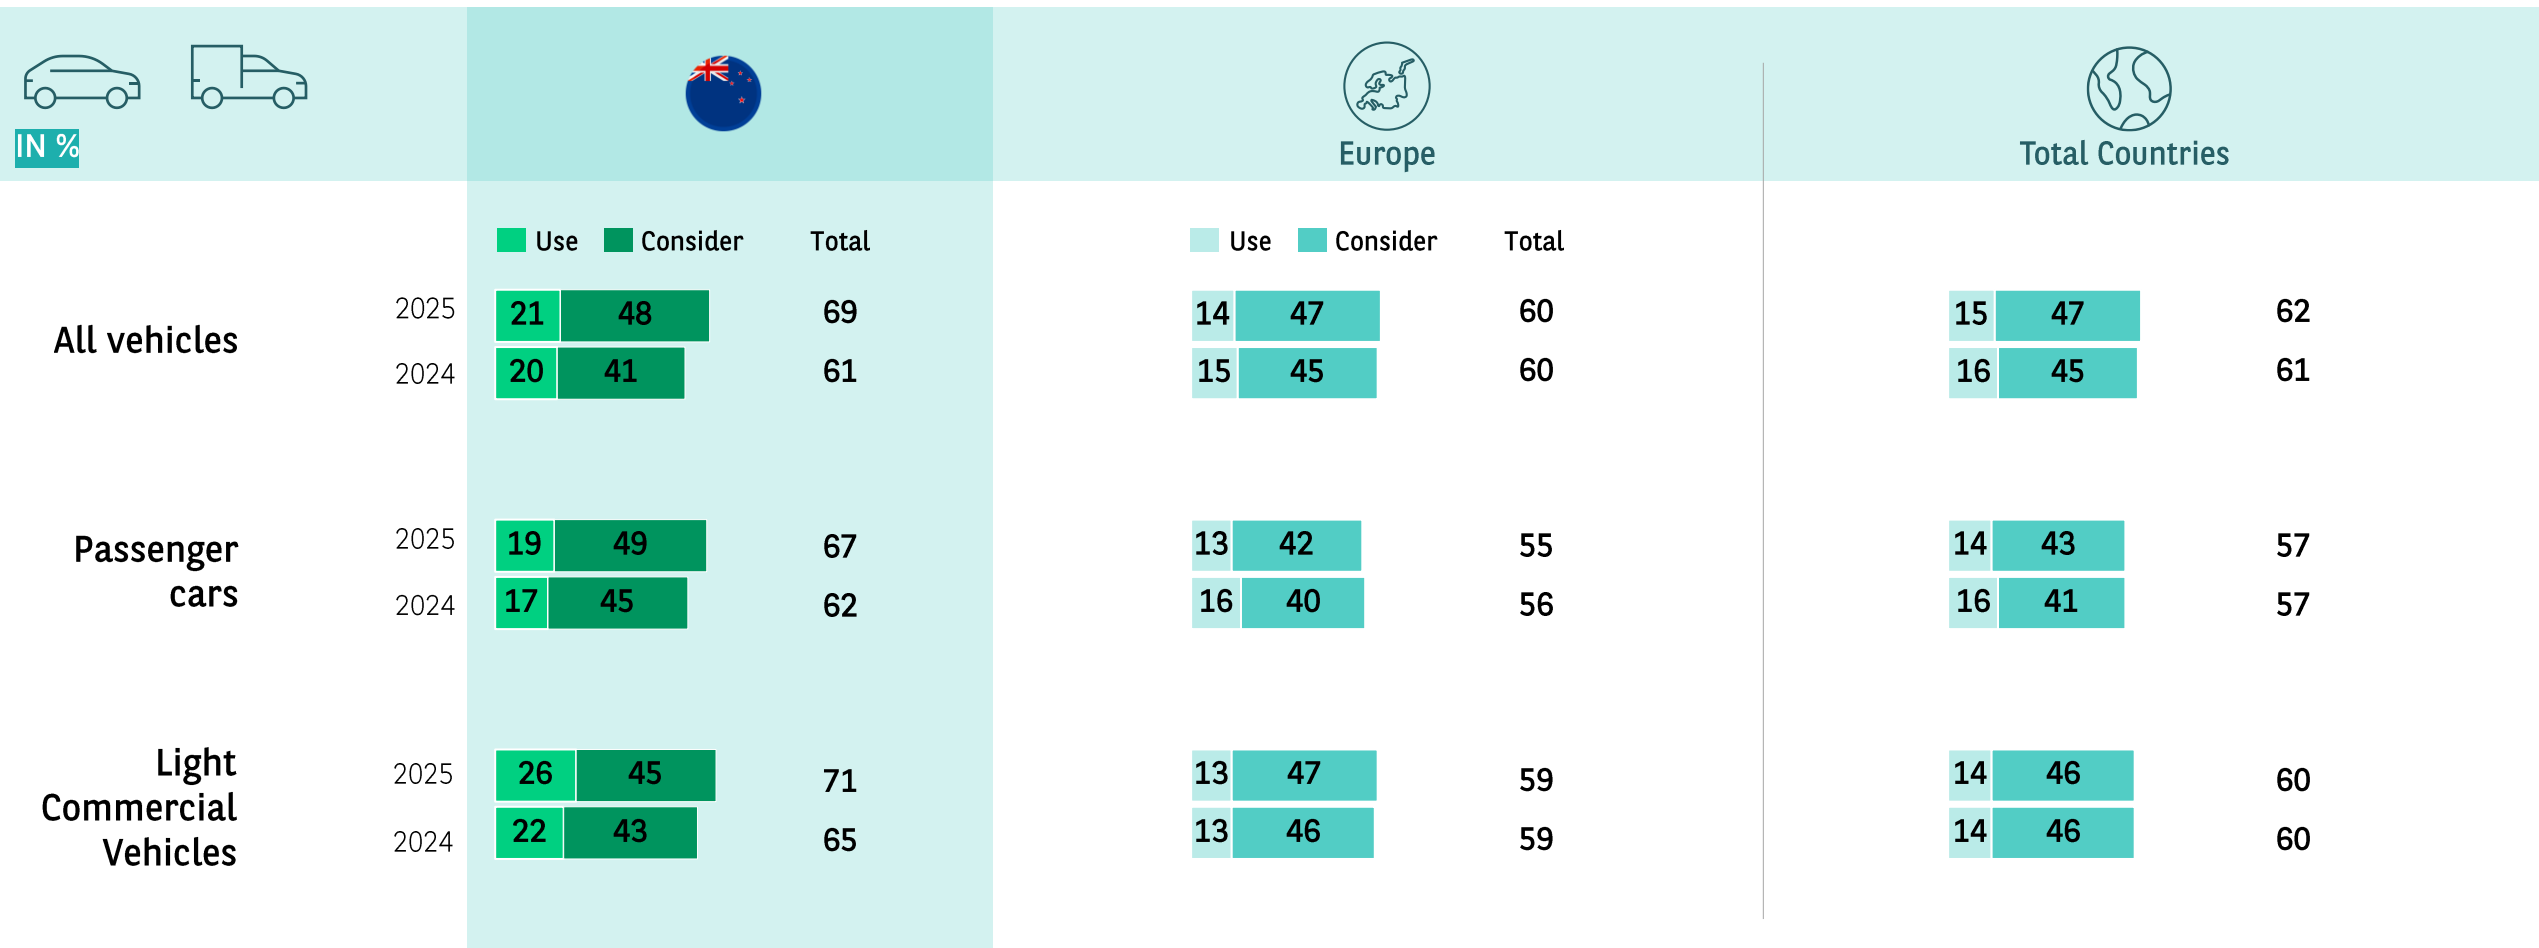 IN %
Europe
Total Countries
Use Consider Total
Use Consider Total
All vehicles
2025 21 48 69 14 47 60 15 47 62
2024 20 41 61 15 45 60 16 45 61
Passenger
cars
2025 19 49 67 13 42 55 14 43 57
2024 17 45 62 16 40 56 16 41 57
Light
Commercial
Vehicles
2025 26 45 71 13 47 59 14 46 60
2024 22 43 65 13 46 59 14 46 60